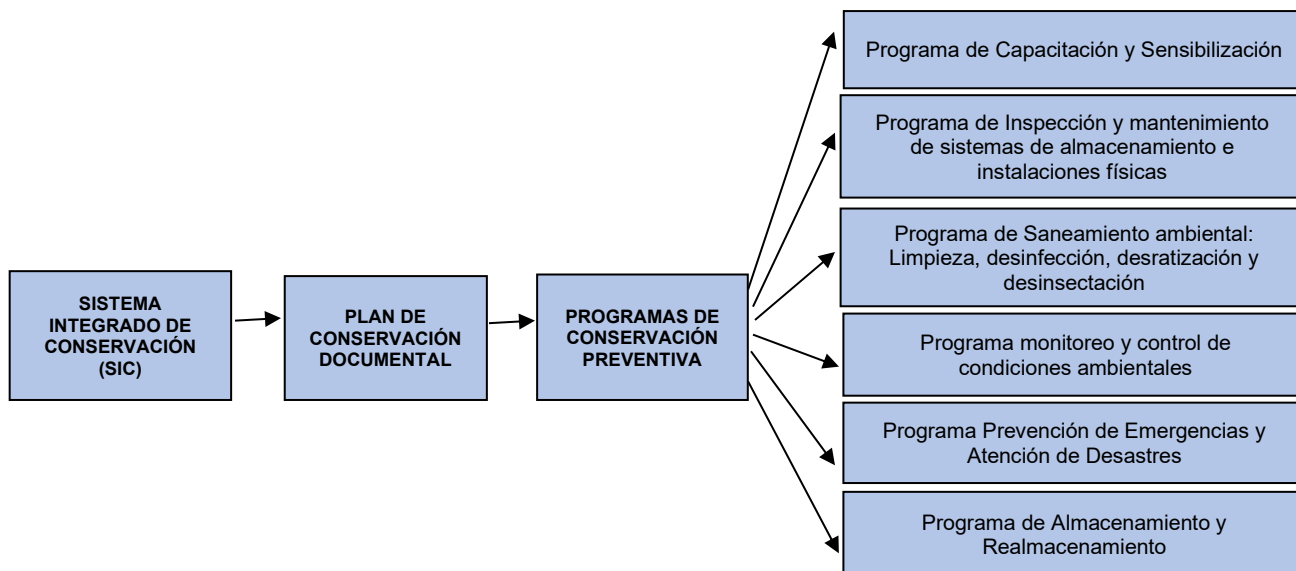 SISTEMA
INTEGRADO DE
CONSERVACIÓN
(SIC)
PLAN DE
CONSERVACIÓN
DOCUMENTAL
PROGRAMAS DE
CONSERVACIÓN
PREVENTIVA
Programa de Capacitación y Sensibilización
Programa de Inspección y mantenimiento
de sistemas de almacenamiento e
instalaciones físicas
Programa de Saneamiento ambiental:
Limpieza, desinfección, desratización y
desinsectación
Programa monitoreo y control de
condiciones ambientales
Programa Prevención de Emergencias y
Atención de Desastres
Programa de Almacenamiento y
Realmacenamiento